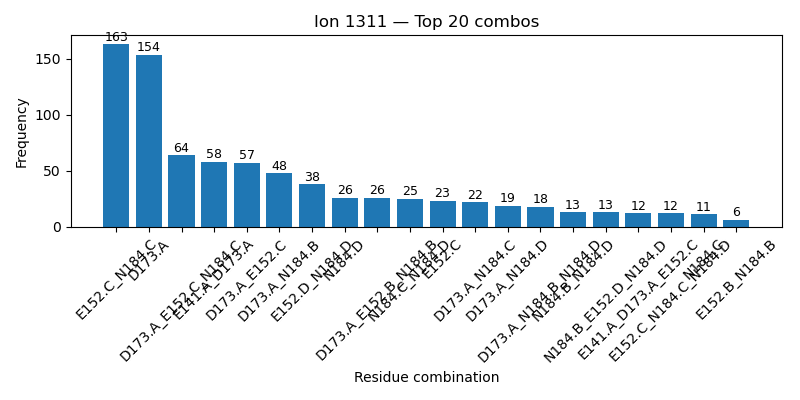 Ion 1311 — Top 20 combos
Frequency
150
100
50
0
163
154
64
58
57
48
38
26
26
25
23
22
19
18
13
13
12
12
11
6
E152.C_N184.C
D173.A
D173.A_E152.C_N184.C
E141.A_D173.A
D173.A_E152.C
D173.A_N184.B
E152.D_N184.D
N184.D
D173.A_E152.B_N184.B
N184.C_N184.D
E152.C
D173.A_N184.C
D173.A_N184.D
D173.A_N184.B_N184.D
N184.B_N184.D
N184.B_E152.D_N184.D
E141.A_D173.A_E152.C
E152.C_N184.C_N184.D
N184.C
E152.B_N184.B
Residue combination